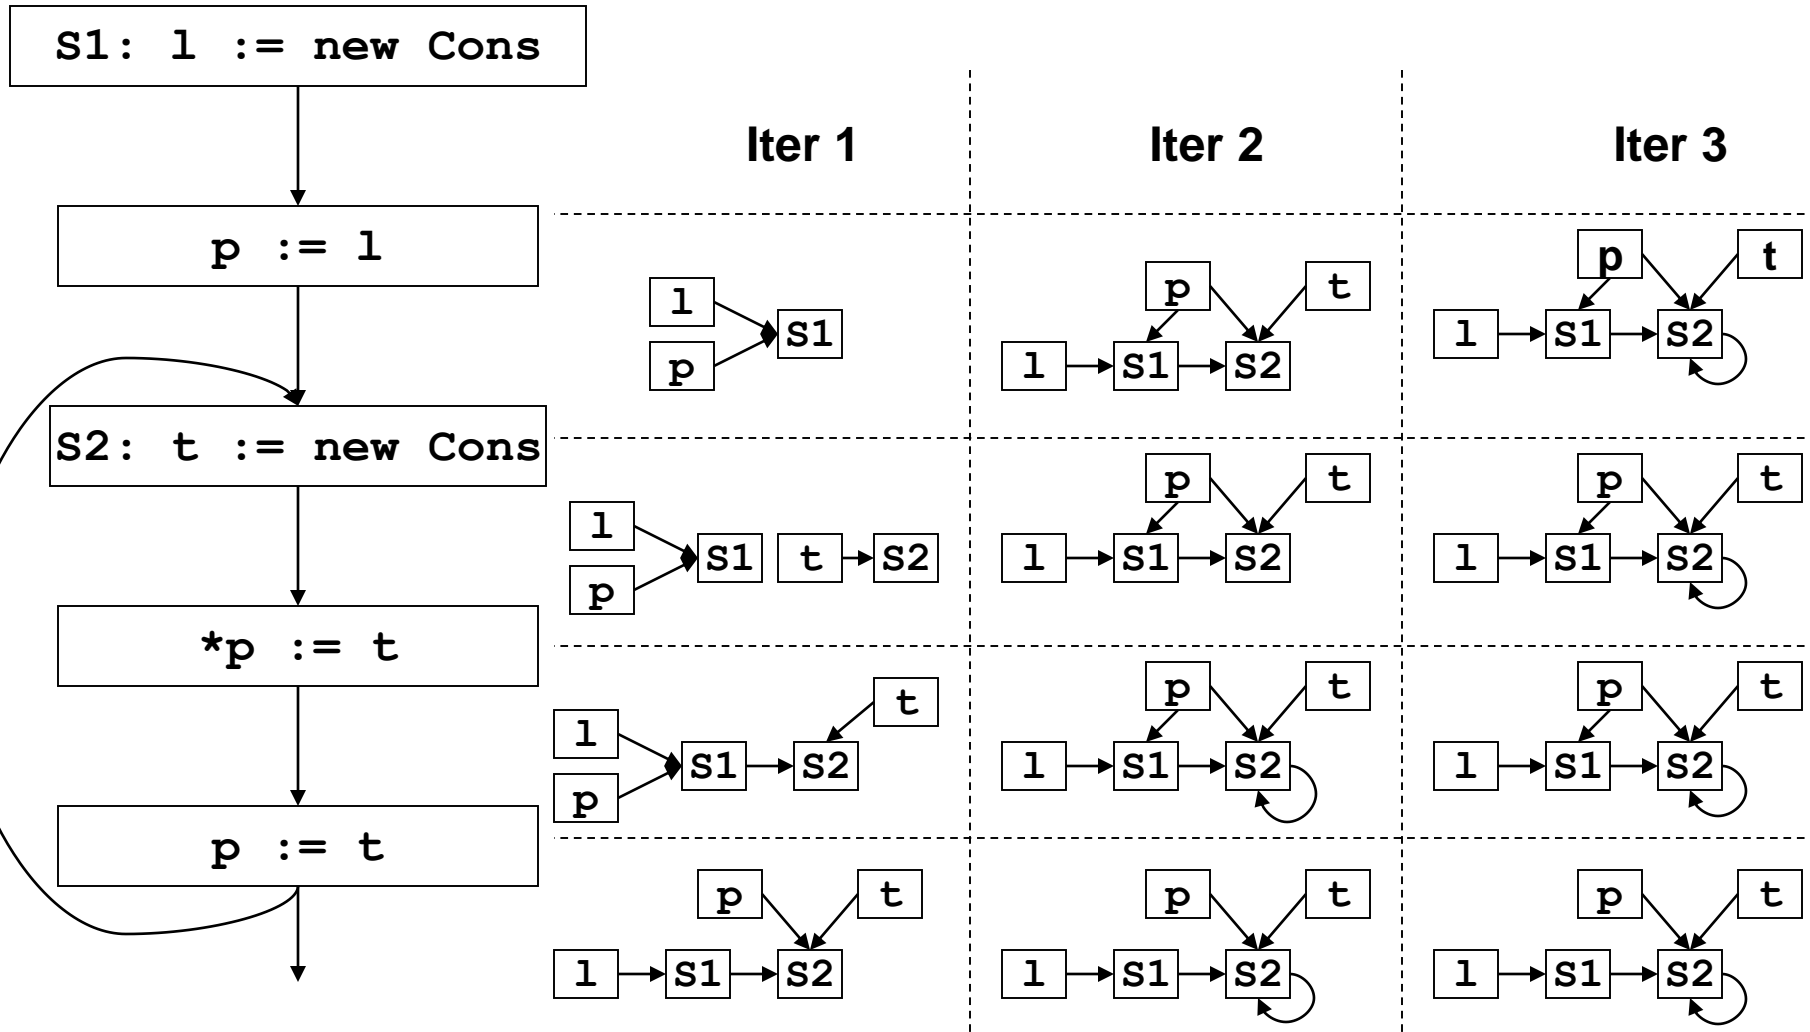 S1: l := new Cons
Iter 1 Iter 2 Iter 3
p := l
p t p t
l S1 l S1 S2 l S1 S2
p
S2: t := new Cons
p t p t
l S1 t S2 l S1 S2 l S1 S2
p
*p := t
t p t p t
l S1 S2 l S1 S2 l S1 S2
p
p := t
p t p t p t
l S1 S2 l S1 S2 l S1 S2